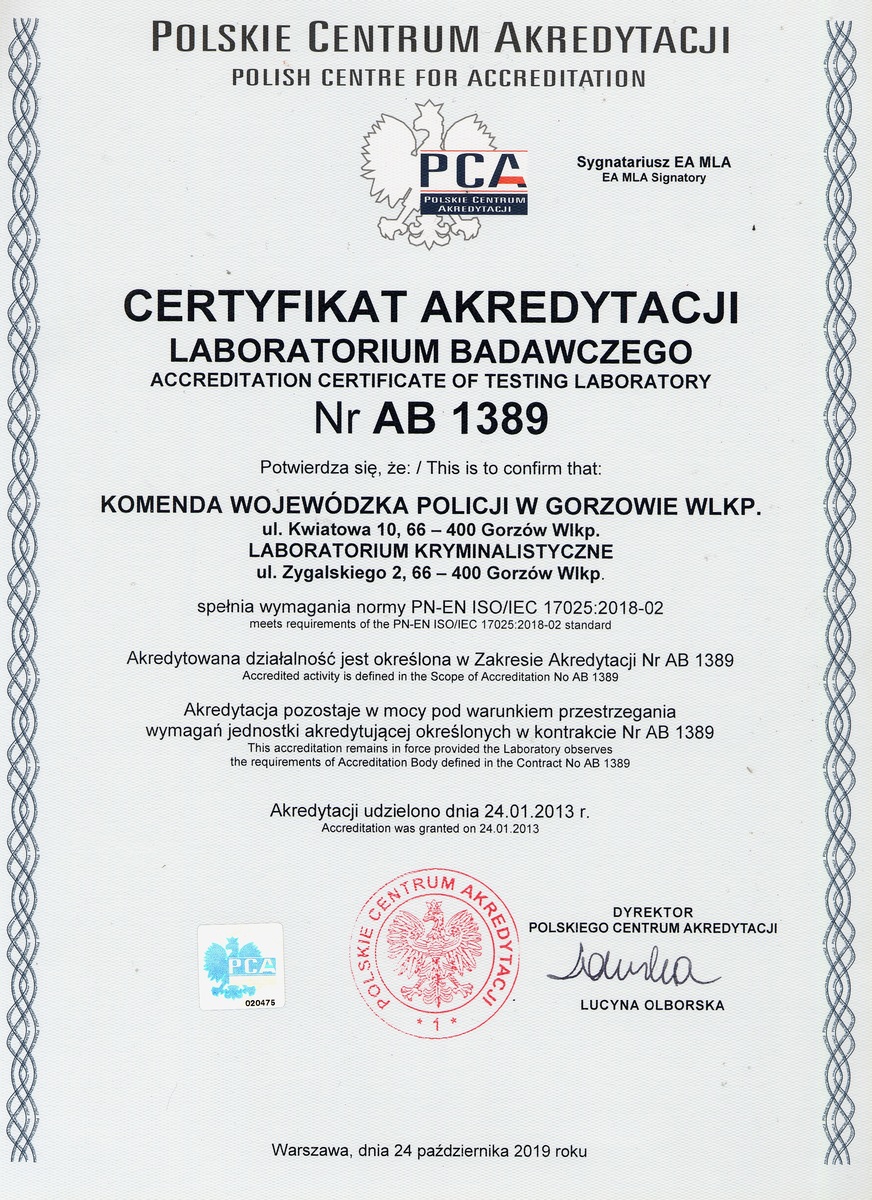 POLSKIE CENTRUM AKREDYTACJI
POLISH CENTRE FOR ACCREDITATION
PCA
POLSKIE CENTRUM
AKREDYTACJI
Sygnatariusz EA MLA
EA MLA Signatory
CERTYFIKAT AKREDYTACJI
LABORATORIUM BADAWCZEGO
ACCREDITATION CERTIFICATE OF TESTING LABORATORY
Nr AB 1389
Potwierdza się, że: / This is to confirm that:
KOMENDA WOJEWÓDZKA POLICJI W GORZOWIE WLKP.
ul. Kwiatowa 10, 66 – 400 Gorzów Wlkp.
LABORATORIUM KRYMINALISTYCZNE
ul. Zygalskiego 2, 66 – 400 Gorzów Wlkp.
spełnia wymagania normy PN-EN ISO/IEC 17025:2018-02
meets requirements of the PN-EN ISO/IEC 17025:2018-02 standard
Akredytowana działalność jest określona w Zakresie Akredytacji Nr AB 1389
Accredited activity is defined in the Scope of Accreditation No AB 1389
Akredytacja pozostaje w mocy pod warunkiem przestrzegania
wymagań jednostki akredytującej określonych w kontrakcie Nr AB 1389
This accreditation remains in force provided the Laboratory observes
the requirements of Accreditation Body defined in the Contract No AB 1389
Akredytacji udzielono dnia 24.01.2013 r.
Accreditation was granted on 24.01.2013
PCA
020475
POLSKIE CENTRUM AKREDYTACJI
* 1 *
DYREKTOR
POLSKIEGO CENTRUM AKREDYTACJI
LUCYNA OLBORSKA
Warszawa, dnia 24 października 2019 roku